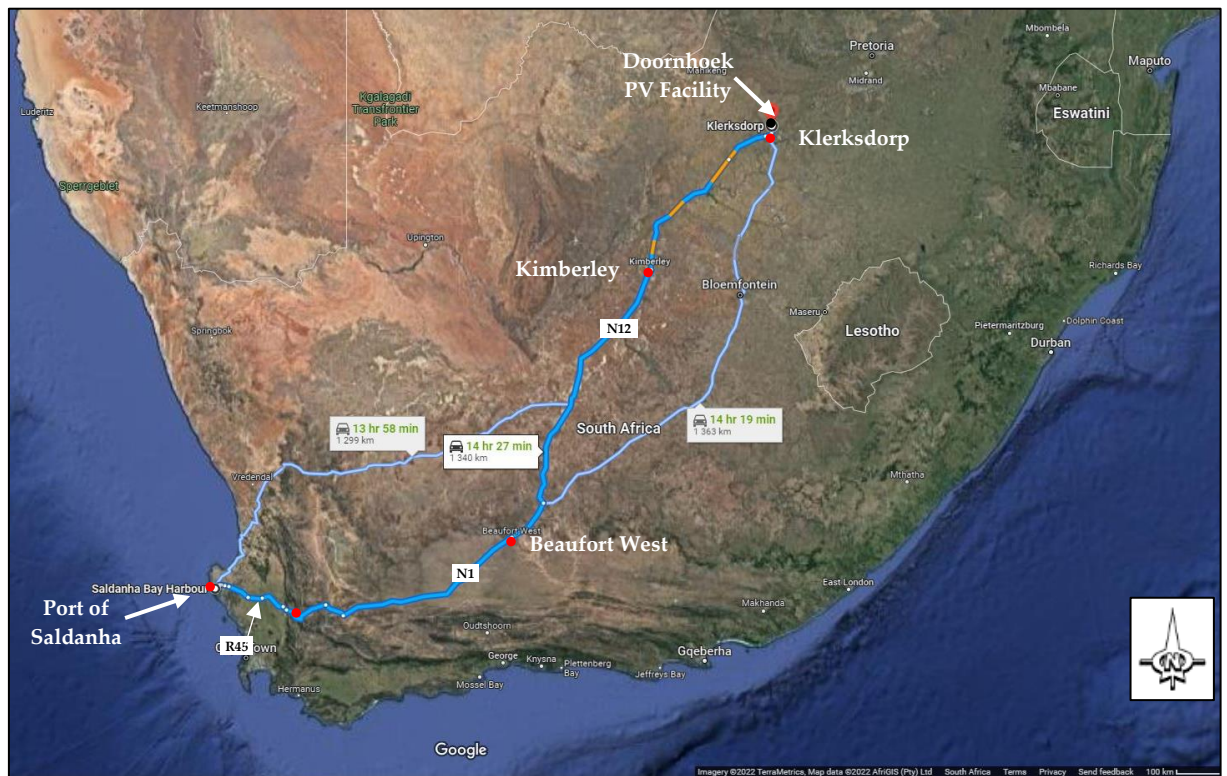 Mbombela
Doornhoek
PV Facility
Pretoria
Midrand
Maputo
Mbabane
Eswatini
Keetmanshoop
Luderitz
Kgalagadi
Transfrontier
Park
Klerksdorp
Klerksdorp
Sperrgebiet
Upington
Kimberley
Kimberley
Bloemfontein
Richards Bay
Maseru
Lesotho
Pietermaritzburg
Dolphin Coast
Durban
Springbok
N12
13 hr 58 min
1 299 km
14 hr 27 min
1 340 km
South Africa
14 hr 19 min
1 363 km
Vredendal
Mthatha
Beaufort West
Beaufort West
N1
Saldanha Bay Harbour
Port of
Saldanha
R45
East London
Makhanda
Oudtshoorn
George
Knysna
Plettenberg
Bay
Gqeberha
Jeffreys Bay
Mossel Bay
Hermanus
Google
Imagery ©2022 TerraMetrics, Map data ©2022 AfriGIS (Pty) Ltd South Africa Terms Privacy Send feedback 100 km